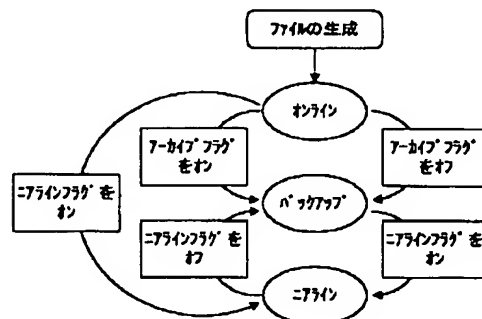 ファイルの生成
オンライン
アーカイブフラグ
をオン
アーカイブフラグ
をオフ
ニアラインフラグを
オン
バックアップ
ニアラインフラグを
オフ
ニアラインフラグを
オン
ニアライン